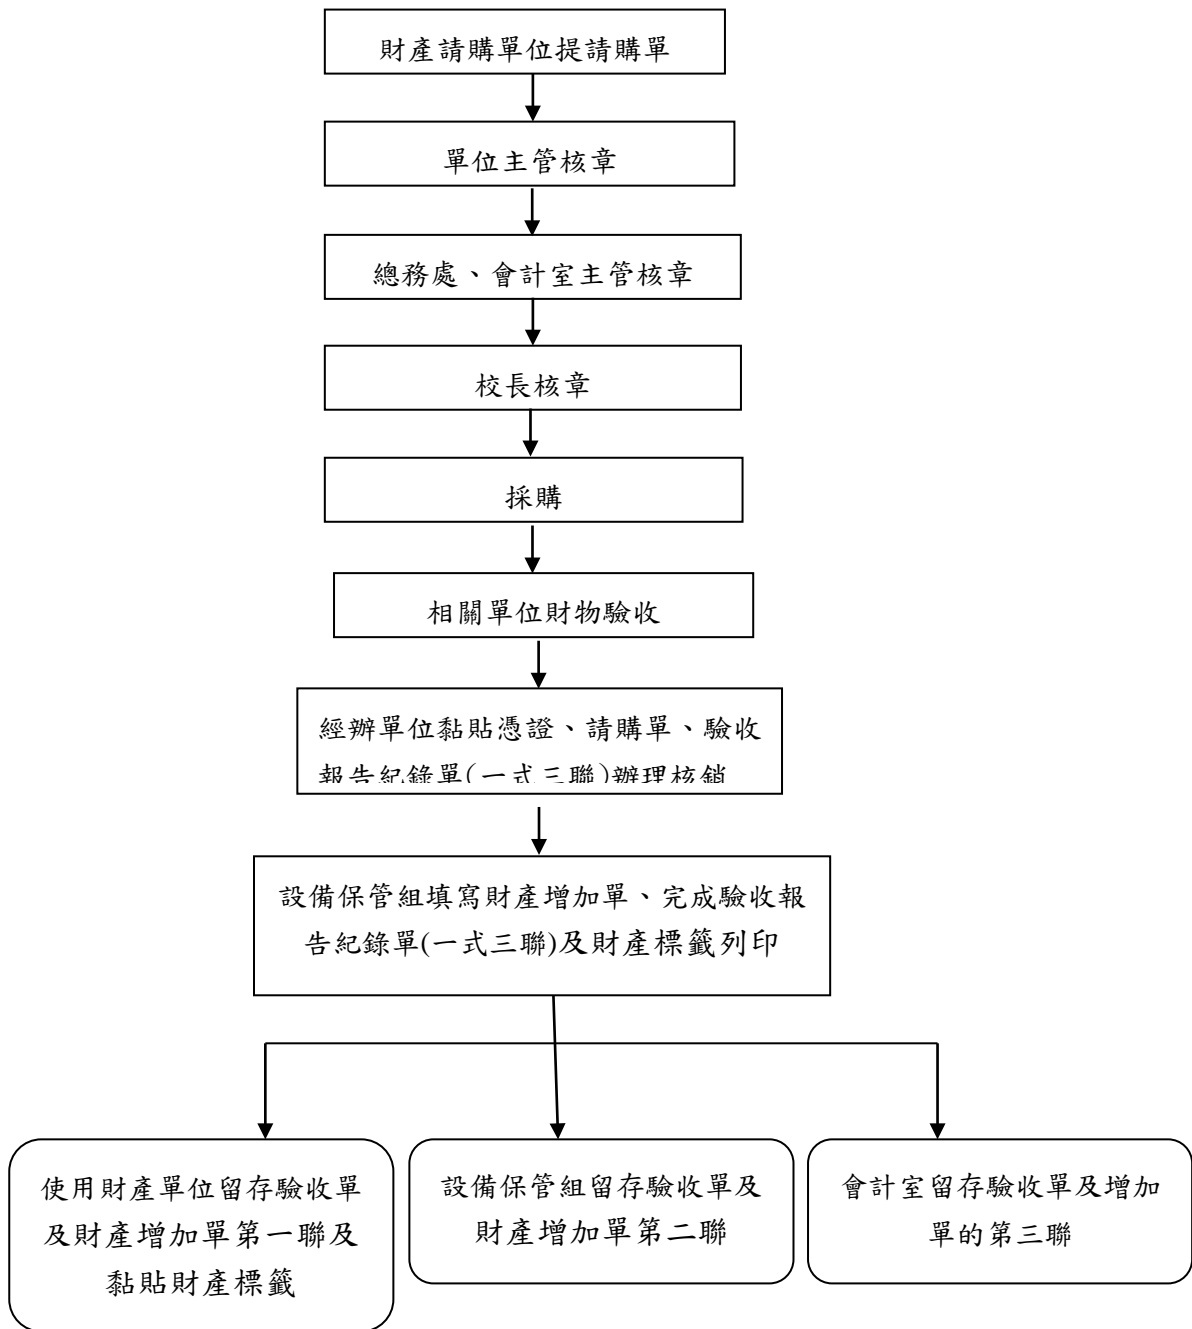 財產請購單位提請購單
單位主管核章
總務處、會計室主管核章
校長核章
採購
相關單位財物驗收
經辦單位黏貼憑證、請購單、驗收
報告紀錄單(一式三聯)辦理核銷
設備保管組填寫財產增加單、完成驗收報
告紀錄單(一式三聯)及財產標籤列印
使用財產單位留存驗收單
及財產增加單第一聯及
黏貼財產標籤
設備保管組留存驗收單及
財產增加單第二聯
會計室留存驗收單及增加
單的第三聯